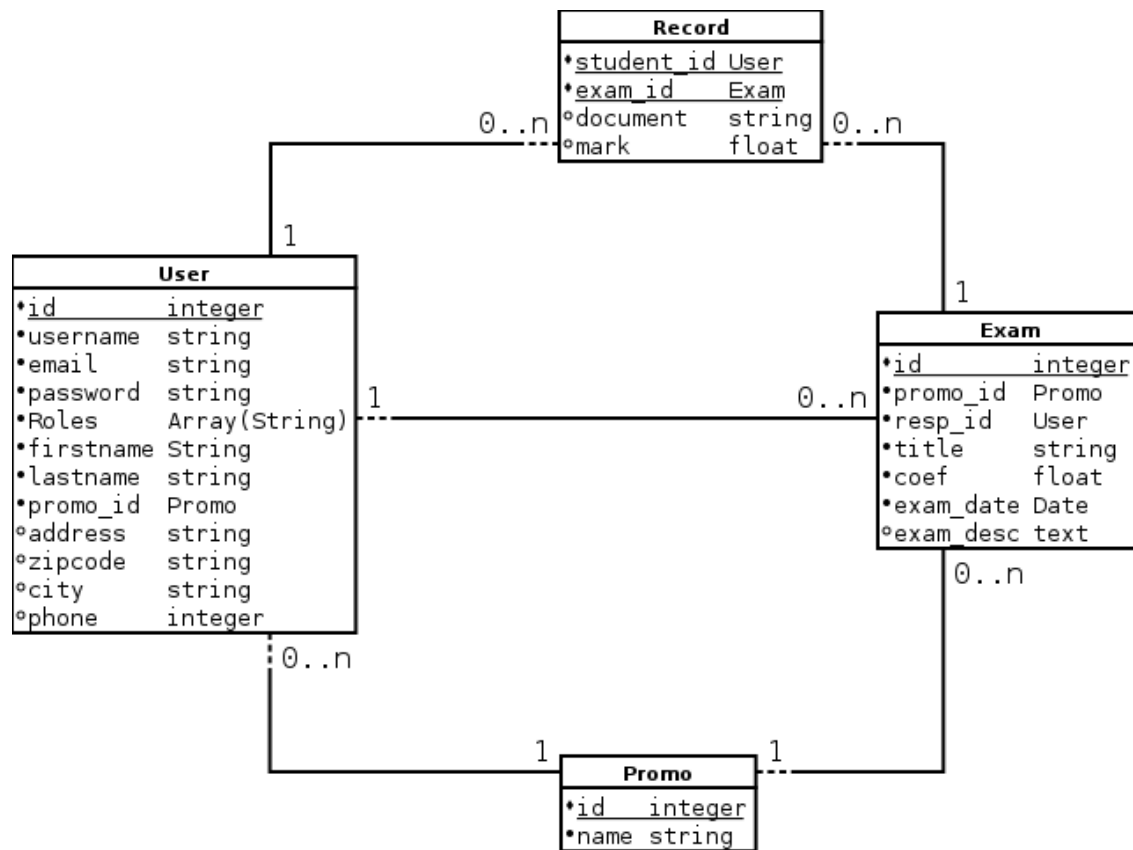 Record
student_id User
exam_id Exam
document string
mark float
0..n
0..n
1
1
User
id integer
username string
email string
password string
Roles Array(String)
firstname String
lastname string
promo_id Promo
address string
zipcode string
city string
phone integer
1
0..n
Exam
id integer
promo_id Promo
resp_id User
title string
coef float
exam_date Date
exam_desc text
0..n
0..n
1
1
Promo
id integer
name string